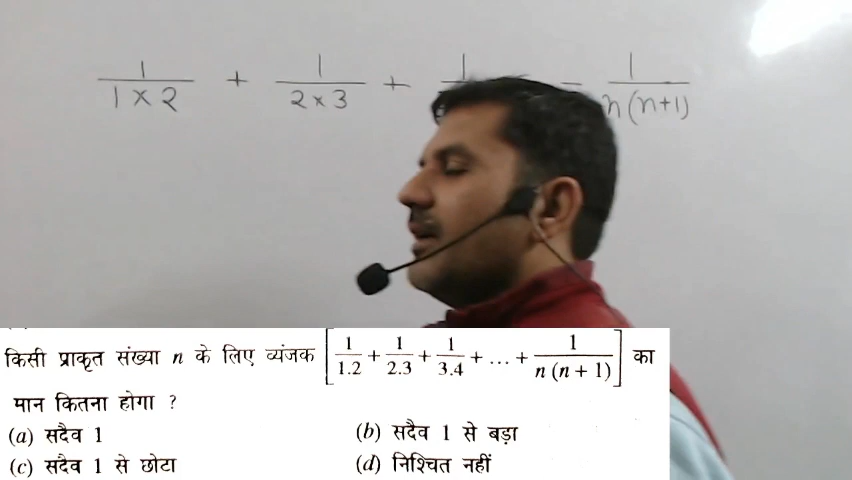 1/(1 × 2) + 1/(2 × 3) + 1 – 1/(n(n+1))
किसी प्राकृत संख्या n के लिए व्यंजक [1/1.2 + 1/2.3 + 1/3.4 + ... + 1/(n (n + 1))] का
मान कितना होगा ?
(a) सदैव 1 (b) सदैव 1 से बड़ा
(c) सदैव 1 से छोटा (d) निश्चित नहीं